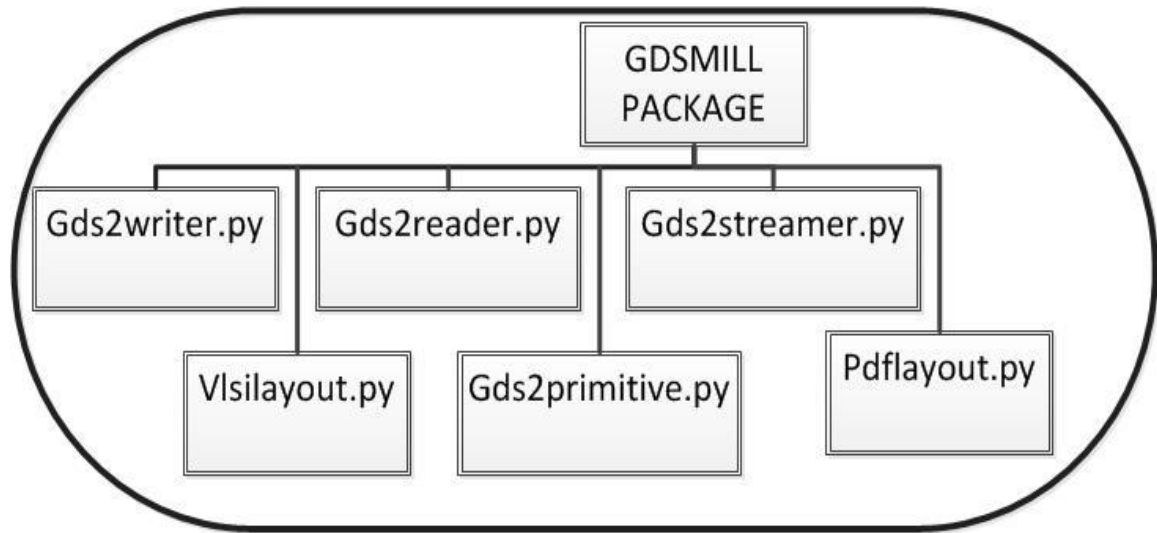 GDSMILL
PACKAGE
Gds2writer.py
Gds2reader.py
Gds2streamer.py
Vlsilayout.py
Gds2primitive.py
Pdflayout.py